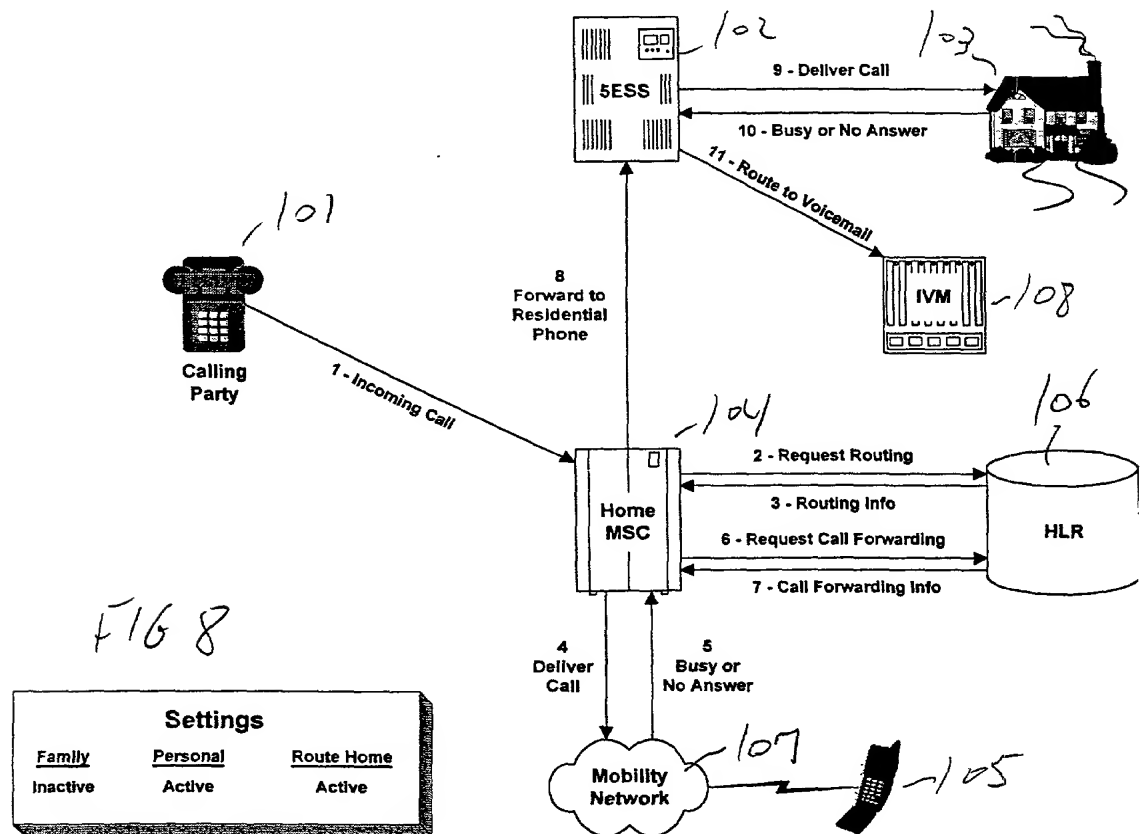 102
5ESS
9 - Deliver Call
103
10 - Busy or No Answer
11 - Route to Voicemail
101
8
Forward to
Residential
Phone
IVM
108
Calling
Party
1 - Incoming Call
104
106
2 - Request Routing
3 - Routing Info
Home
MSC
HLR
6 - Request Call Forwarding
7 - Call Forwarding Info
FIG 8
4
Deliver
Call
5
Busy or
No Answer
Settings
Family Personal Route Home
Inactive Active Active
107
Mobility
Network
105